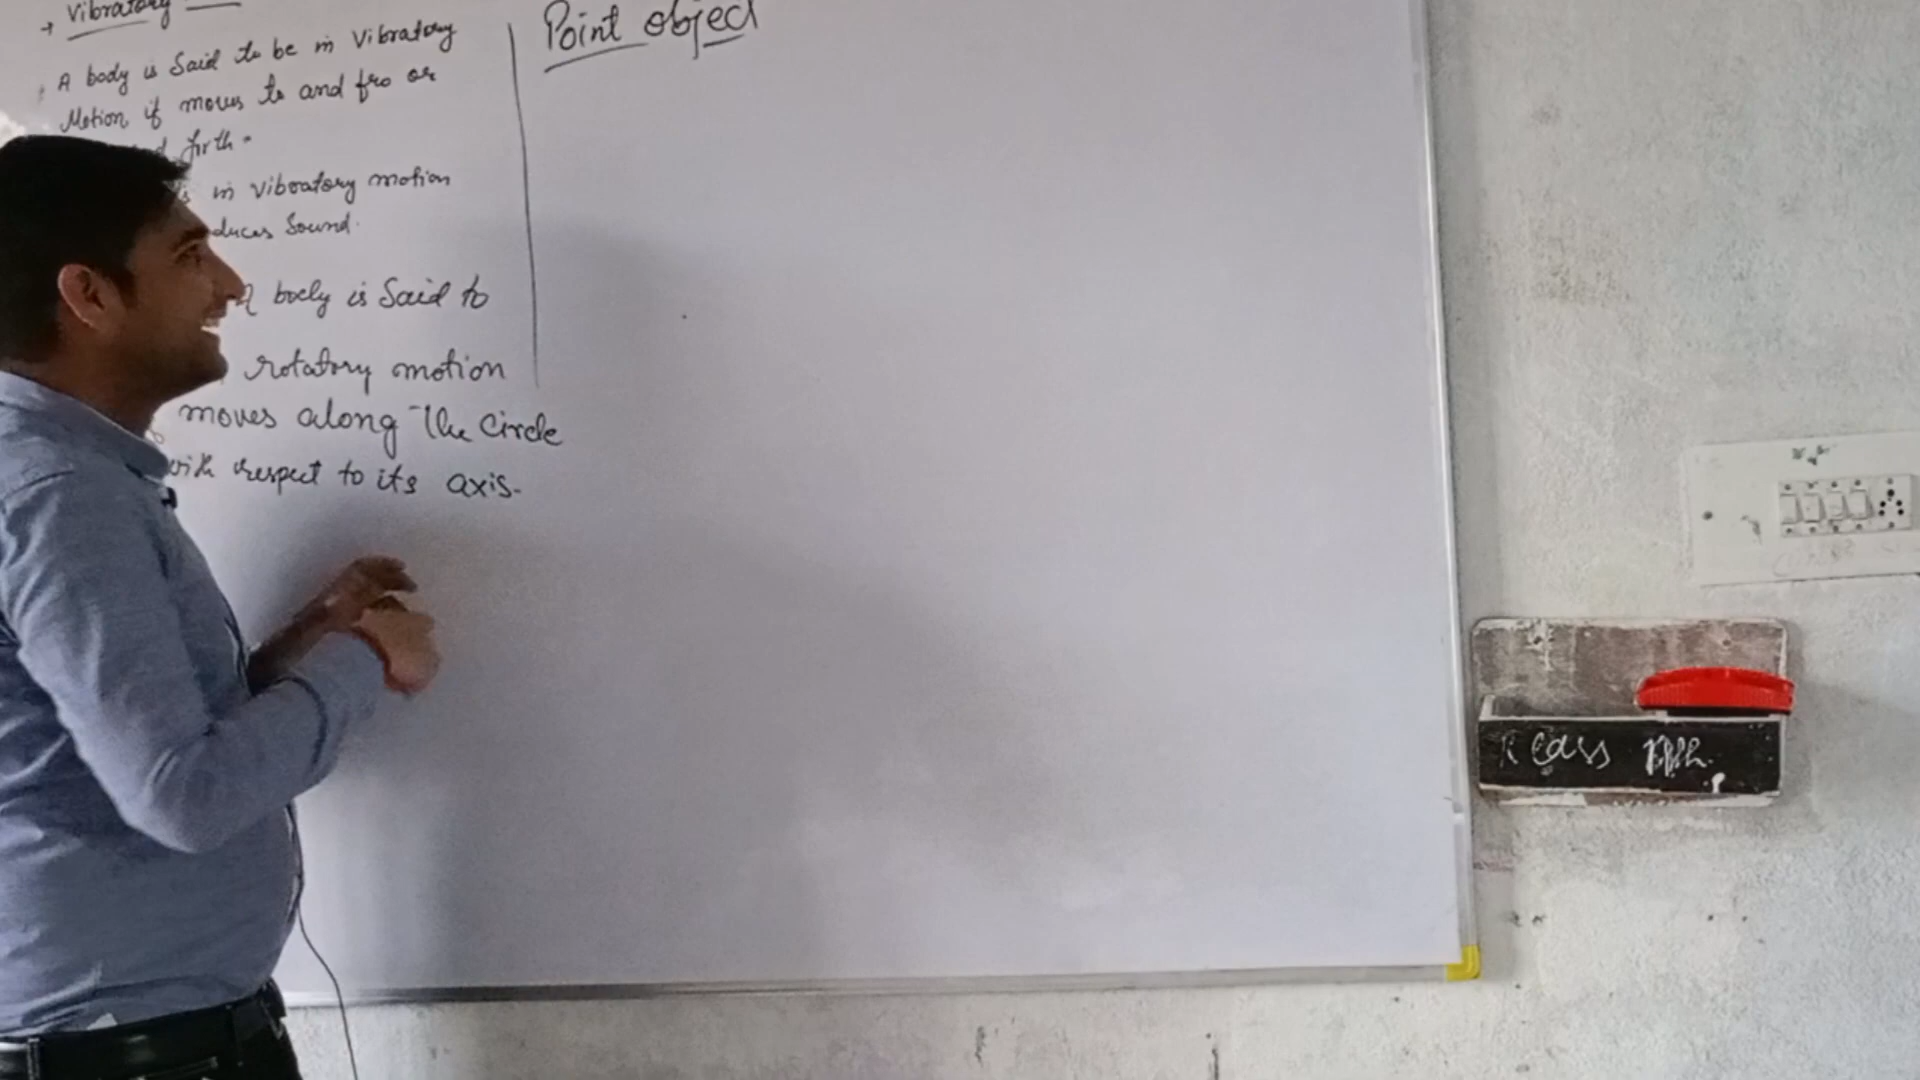 → Vibratory
A body is Said to be in Vibratory
Motion if moves to and fro or
forth-
is in vibratory motion
duces Sound.
A body is Said to
rotatory motion
moves along The Circle
with respect to its axis-
Point object